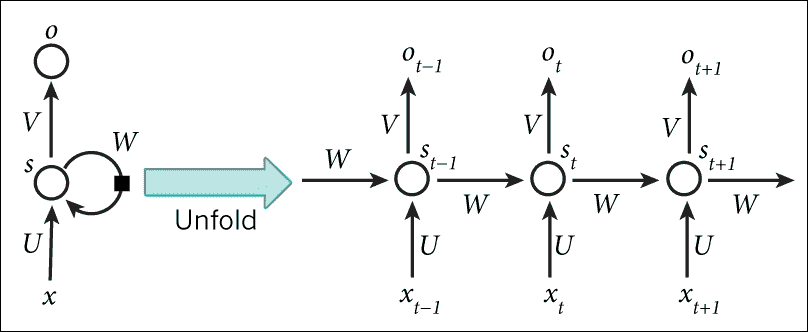 o
V
W
s
U
x
Unfold
o_{t-1} o_t o_{t+1}
V V V
W s_{t-1} s_t s_{t+1}
W W W
U U U
x_{t-1} x_t x_{t+1}